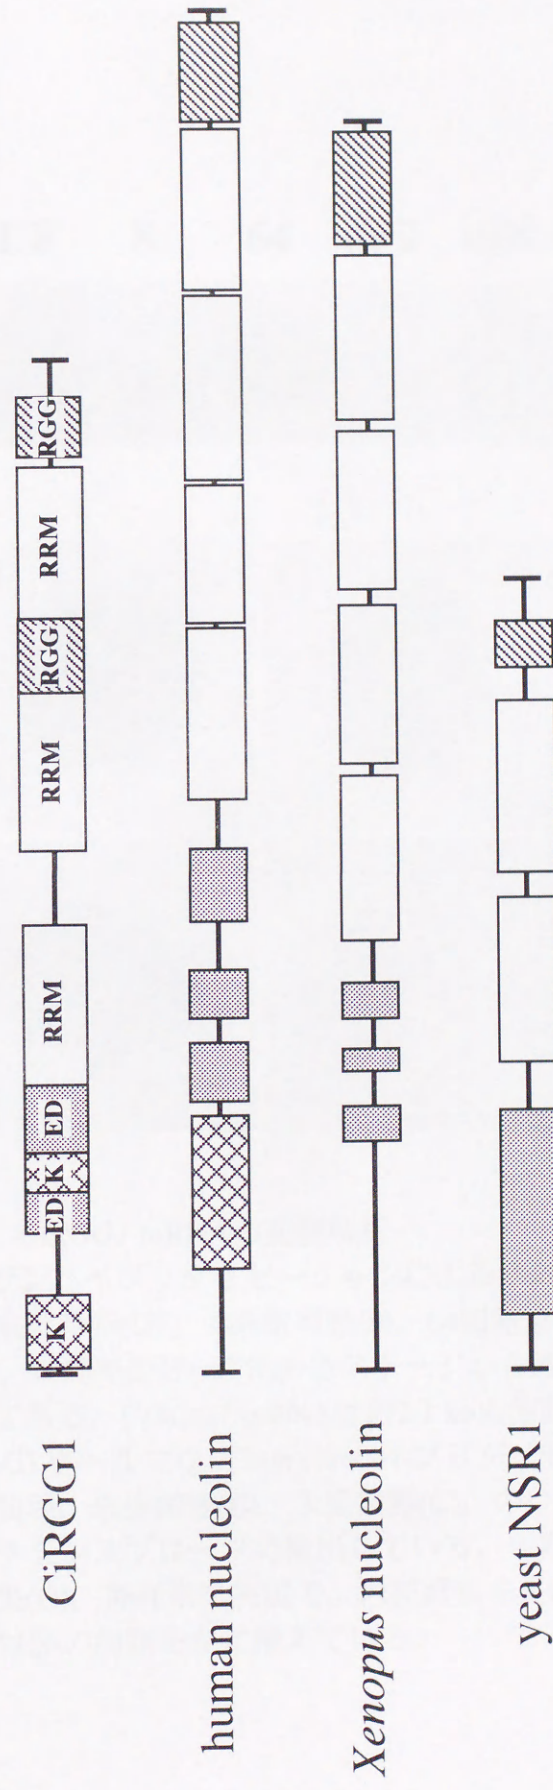 CiRGG1
K
ED
K
ED
RRM
RRM
RGG
RRM
RGG
human nucleolin
Xenopus nucleolin
yeast NSR1